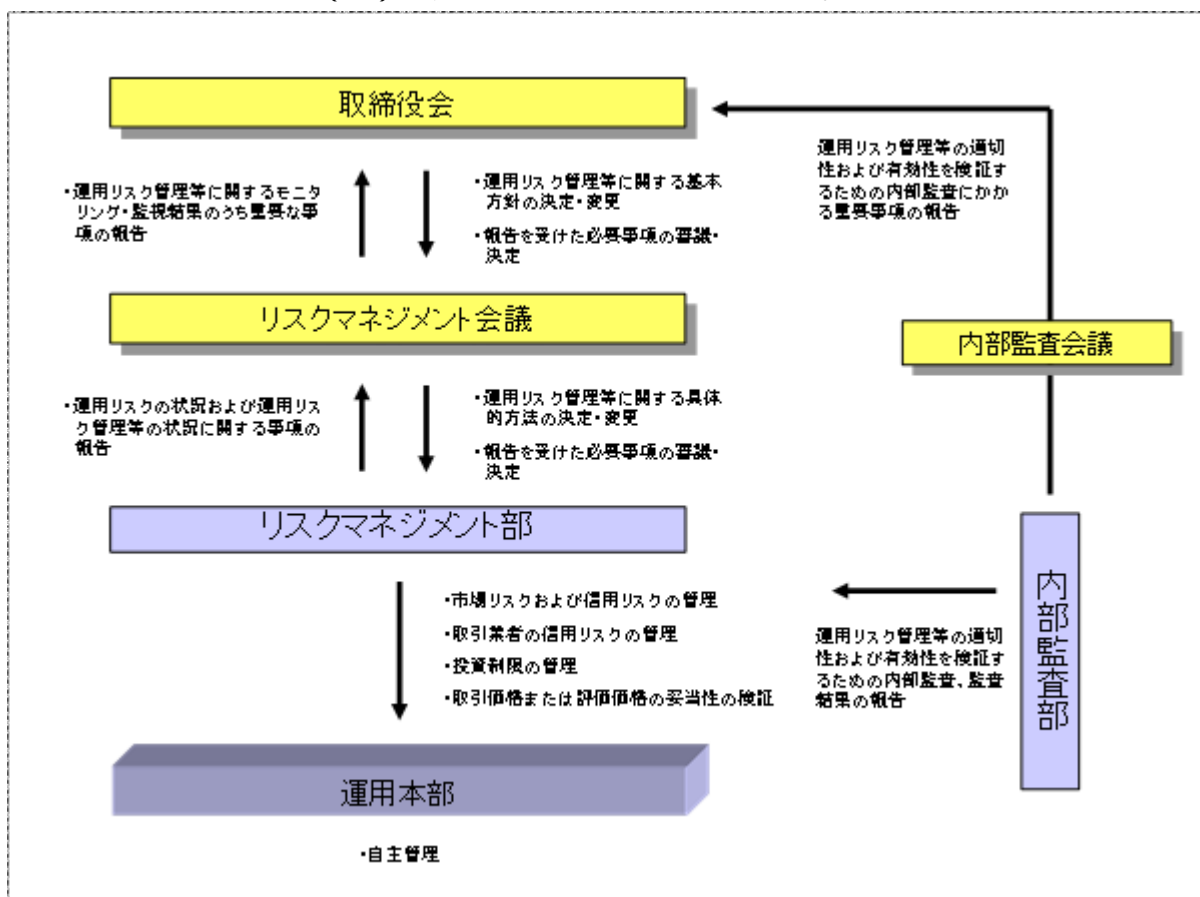 取締役会
・運用リスク管理等に関するモニ
タリング・監視結果のうち重要な事
項の報告
・運用リスク管理等に関する基本
方針の決定・変更
・報告を受けた必要事項の審議・
決定
運用リスク管理等の適切
性および有効性を検証す
るための内部監査にかか
る重要事項の報告
リスクマネジメント会議
内部監査会議
・運用リスクの状況および運用リス
ク管理等の状況に関する事項の
報告
・運用リスク管理等に関する具体
的方法の決定・変更
・報告を受けた必要事項の審議・
決定
リスクマネジメント部
内部監査部
・市場リスクおよび信用リスクの管理
・取引業者の信用リスクの管理
・投資制限の管理
・取引価格または評価価格の妥当性の検証
運用リスク管理等の適切
性および有効性を検証す
るための内部監査、監査
結果の報告
運用本部
・自主管理